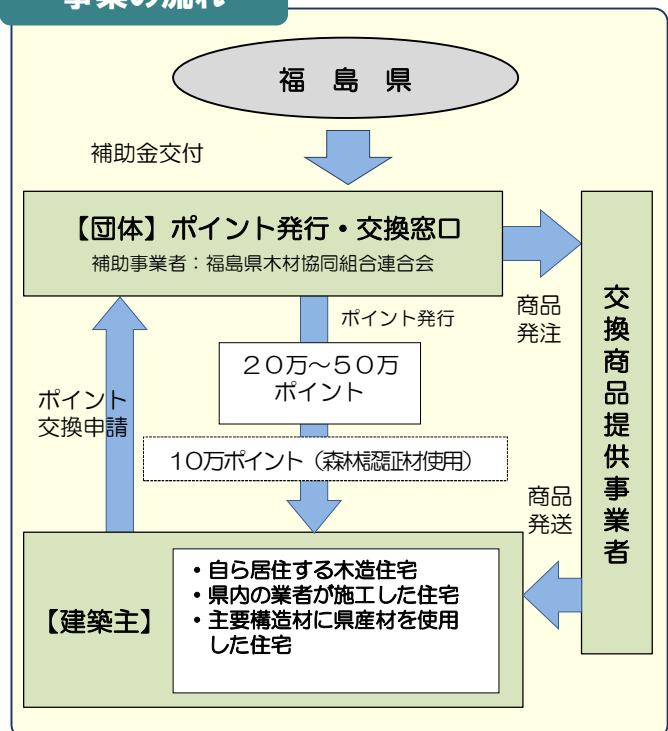 事業の流れ
福 島 県
補助金交付
【団体】ポイント発行・交換窓口
補助事業者：福島県木材協同組合連合会
商品
発注
ポイント発行
20万～50万
ポイント
ポイント
交換申請
10万ポイント（森林認証材使用）
交換商品提供事業者
商品
発送
【建築主】
・自ら居住する木造住宅
・県内の業者が施工した住宅
・主要構造材に県産材を使用
した住宅